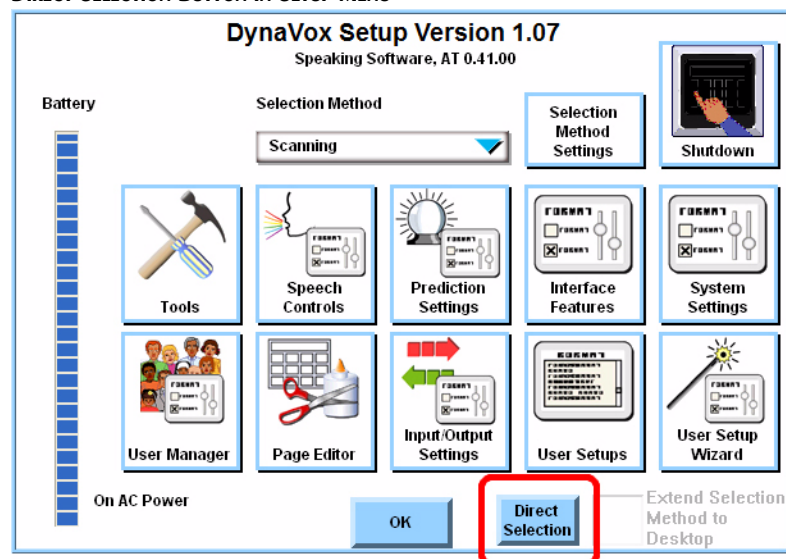 DynaVox Setup Version 1.07
Speaking Software, AT 0.41.00
Battery
Selection Method
Scanning
Selection
Method
Settings
Shutdown
Tools
Speech
Controls
Prediction
Settings
Interface
Features
System
Settings
User Manager
Page Editor
Input/Output
Settings
User Setups
User Setup
Wizard
On AC Power
OK
Direct
Selection
Extend Selection
Method to
Desktop